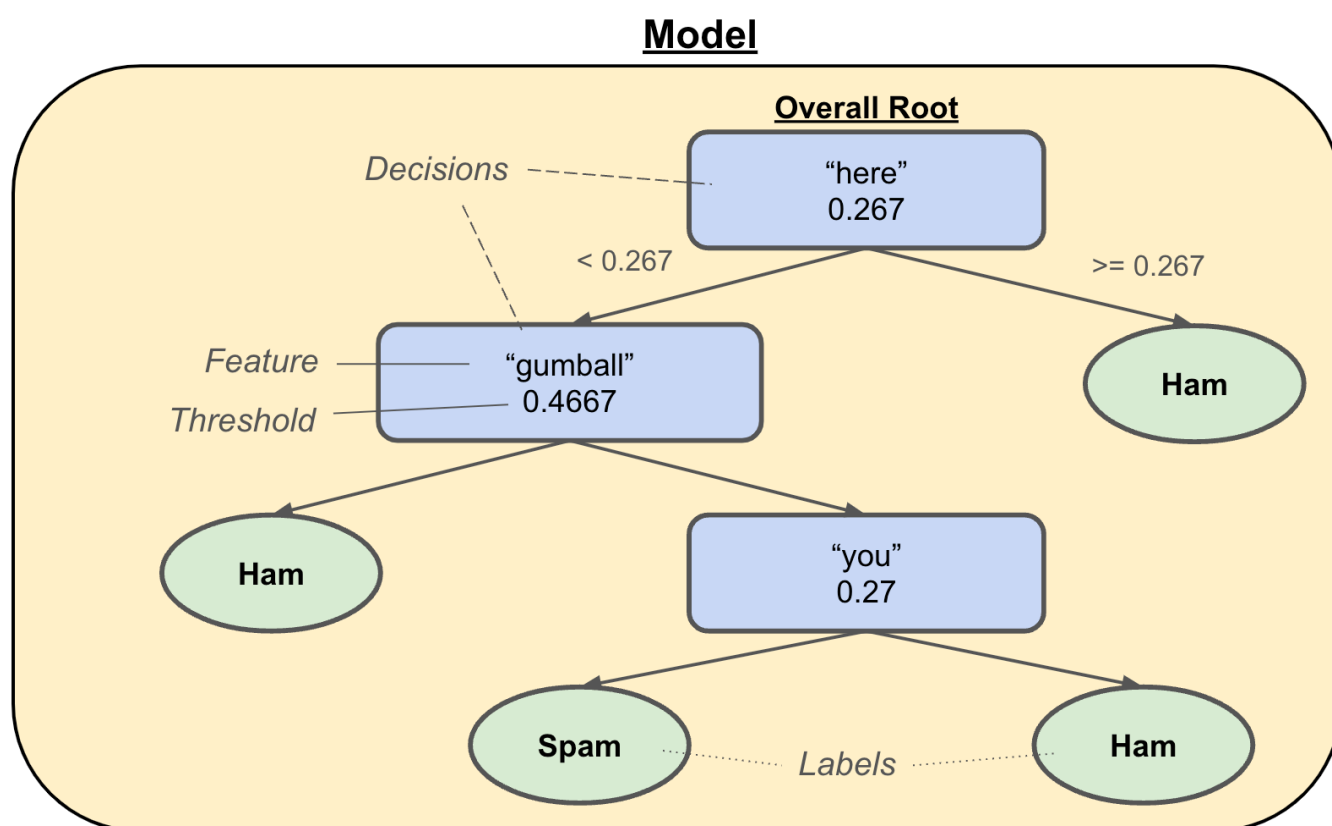 Model
Overall Root
Decisions
“here”
0.267
< 0.267
>= 0.267
Feature
“gumball”
Threshold
0.4667
Ham
Ham
“you”
0.27
Spam
Labels
Ham